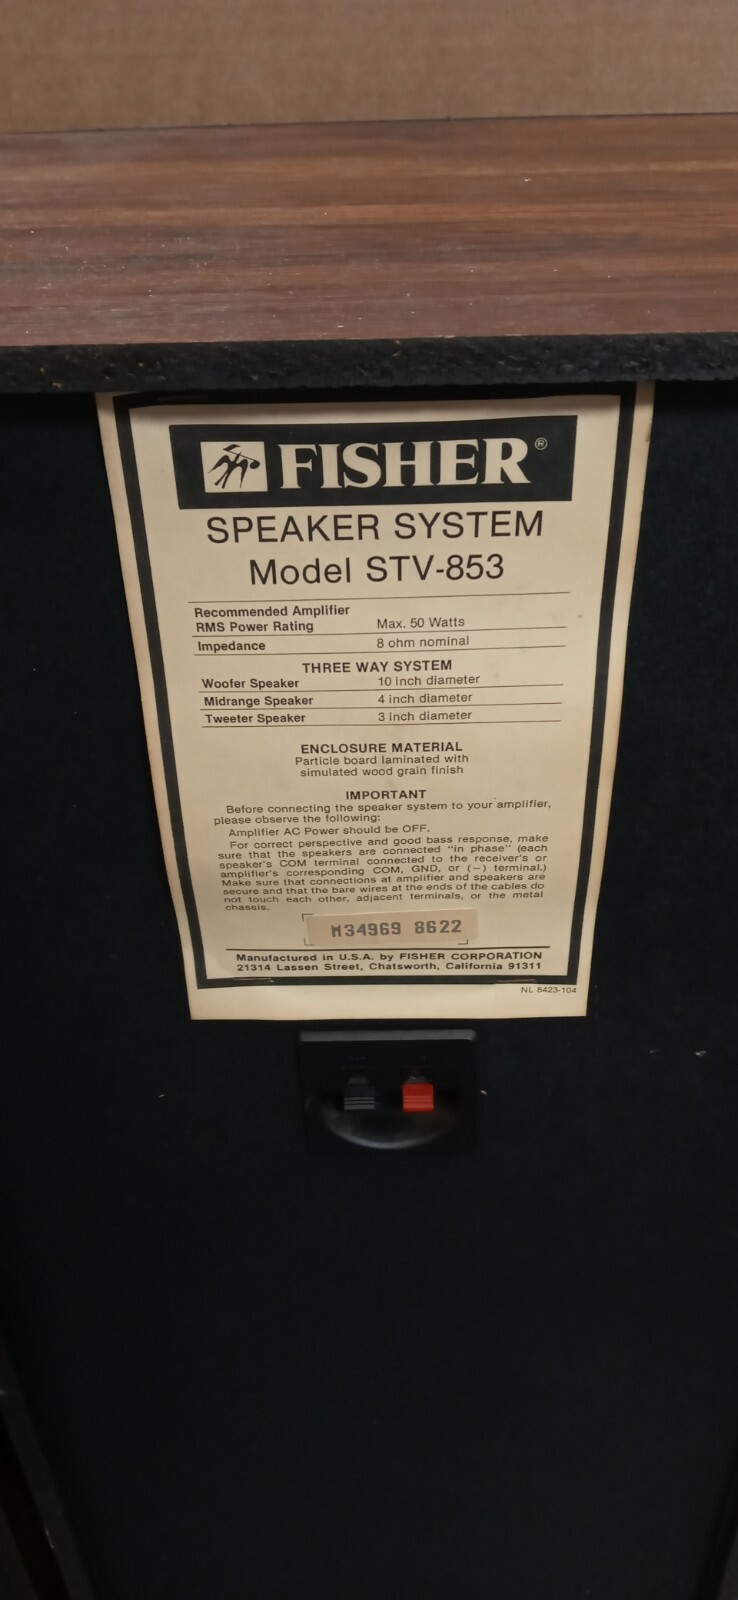 FISHER®
SPEAKER SYSTEM
Model STV-853
Recommended Amplifier
RMS Power Rating Max. 50 Watts
Impedance 8 ohm nominal
THREE WAY SYSTEM
Woofer Speaker 10 inch diameter
Midrange Speaker 4 inch diameter
Tweeter Speaker 3 inch diameter
ENCLOSURE MATERIAL
Particle board laminated with
simulated wood grain finish
IMPORTANT
Before connecting the speaker system to your amplifier,
please observe the following:
Amplifier AC Power should be OFF.
For correct perspective and good bass response, make
sure that the speakers are connected "in phase" (each
speaker's COM terminal connected to the receiver's or
amplifier's corresponding COM, GND, or (−) terminal.)
Make sure that connections at amplifier and speakers are
secure and that the bare wires at the ends of the cables do
not touch each other, adjacent terminals, or the metal
chassis.
M34969 8622
Manufactured in U.S.A. by FISHER CORPORATION
21314 Lassen Street, Chatsworth, California 91311
NL 8423-104